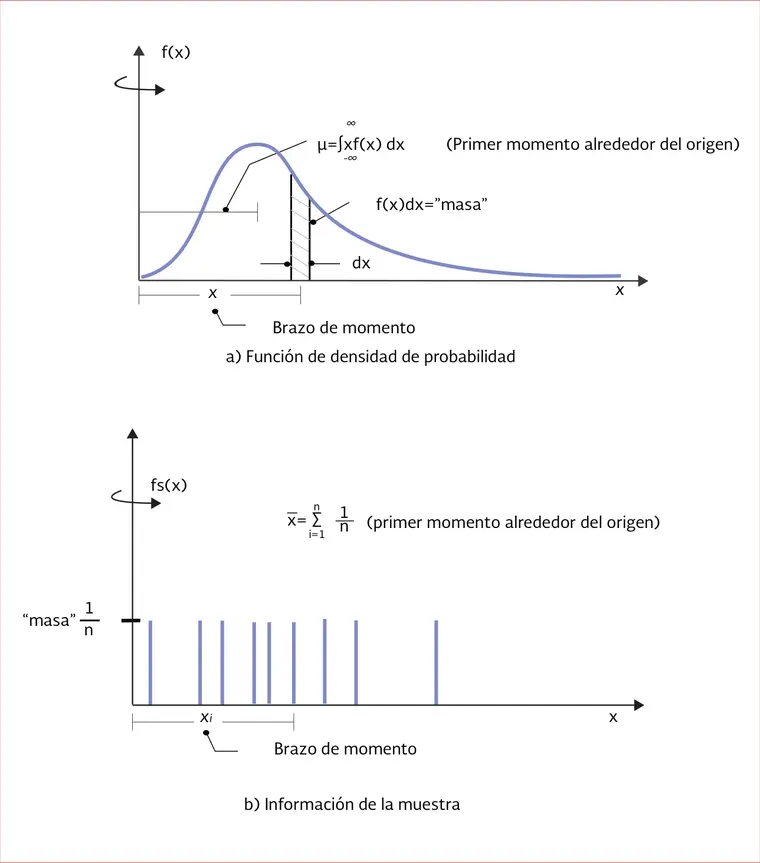 f(x)
∞
μ=∫xf(x) dx (Primer momento alrededor del origen)
-∞
f(x)dx=”masa”
dx
x
x
Brazo de momento
a) Función de densidad de probabilidad
fs(x)
n
x̅=Σ 1/n (primer momento alrededor del origen)
i=1
“masa” 1/n
xi
x
Brazo de momento
b) Información de la muestra